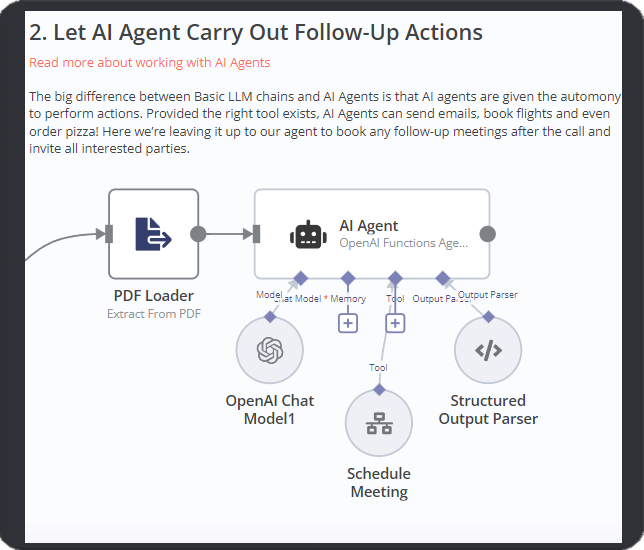 2. Let AI Agent Carry Out Follow-Up Actions
Read more about working with AI Agents
The big difference between Basic LLM chains and AI Agents is that AI agents are given the automony
to perform actions. Provided the right tool exists, AI Agents can send emails, book flights and even
order pizza! Here we're leaving it up to our agent to book any follow-up meetings after the call and
invite all interested parties.
AI Agent
OpenAI Functions Age...
PDF Loader
Extract From PDF
Model
Chat Model *
Memory
Tool
Output Pa...
Output Parser
Tool
OpenAI Chat
Model1
Structured
Output Parser
Schedule
Meeting